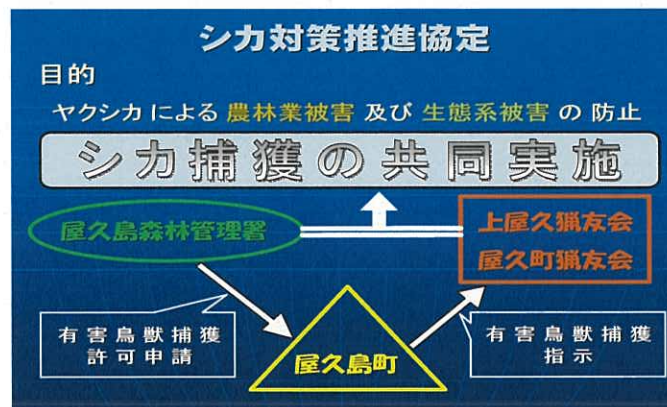 シカ対策推進協定
目的
ヤクシカ による 農林業被害 及び 生態系被害 の 防止
シカ捕獲の共同実施
屋久島森林管理署
上屋久猟友会
屋久町猟友会
有害鳥獣捕獲
許可申請
屋久島町
有害鳥獣捕獲
指示